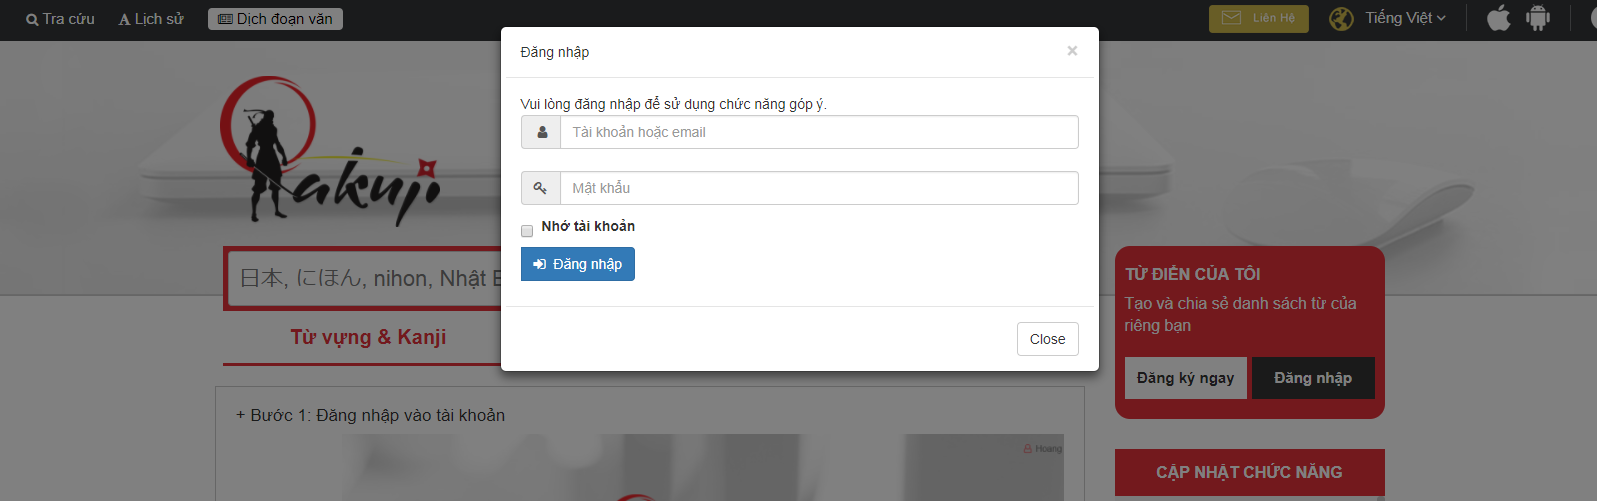 Tra cứu
Lịch sử
Dịch đoạn văn
Liên Hệ
Tiếng Việt
Đăng nhập
×
Vui lòng đăng nhập để sử dụng chức năng góp ý.
Tài khoản hoặc email
Mật khẩu
Nhớ tài khoản
Đăng nhập
Close
akuji
日本, にほん, nihon, Nhật
Từ vựng & Kanji
+ Bước 1: Đăng nhập vào tài khoản
Hoang
TỪ ĐIỂN CỦA TÔI
Tạo và chia sẻ danh sách từ của
riêng bạn
Đăng ký ngay
Đăng nhập
CẬP NHẬT CHỨC NĂNG